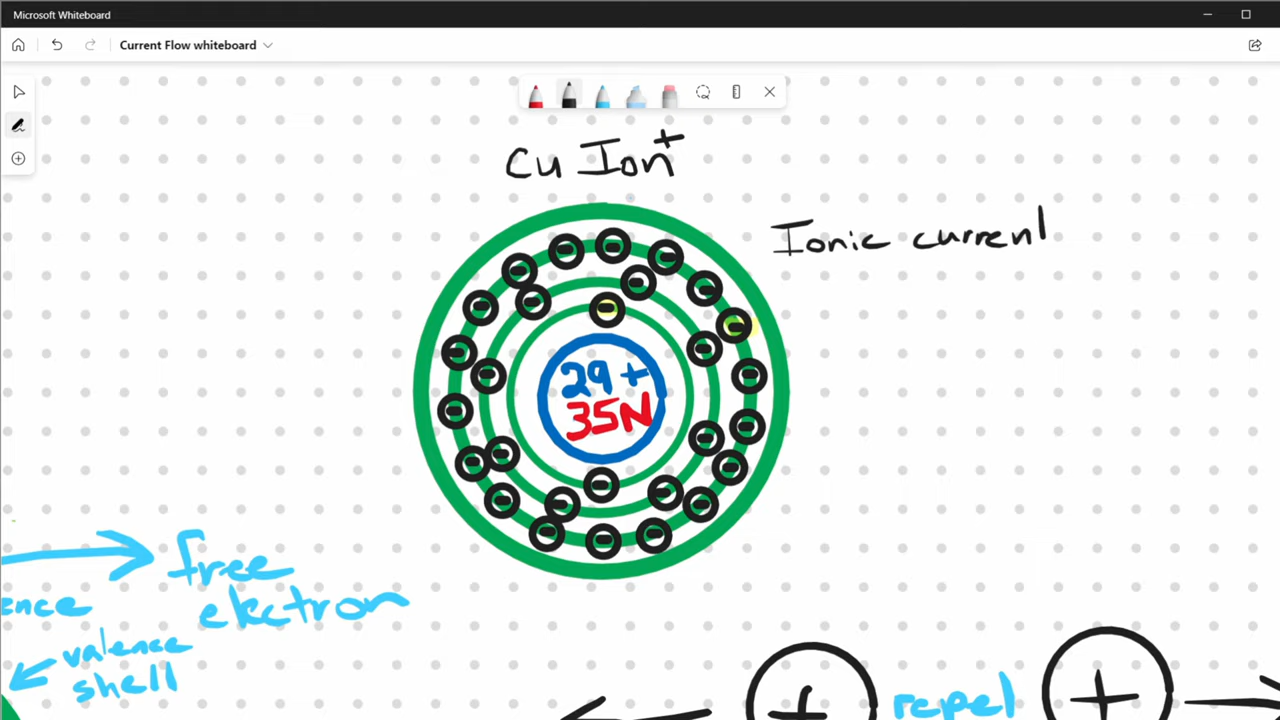 Microsoft Whiteboard
Current Flow whiteboard
Cu Ion+
Ionic current
29+
35N
free
electron
ence
valence
shell
+ repel +